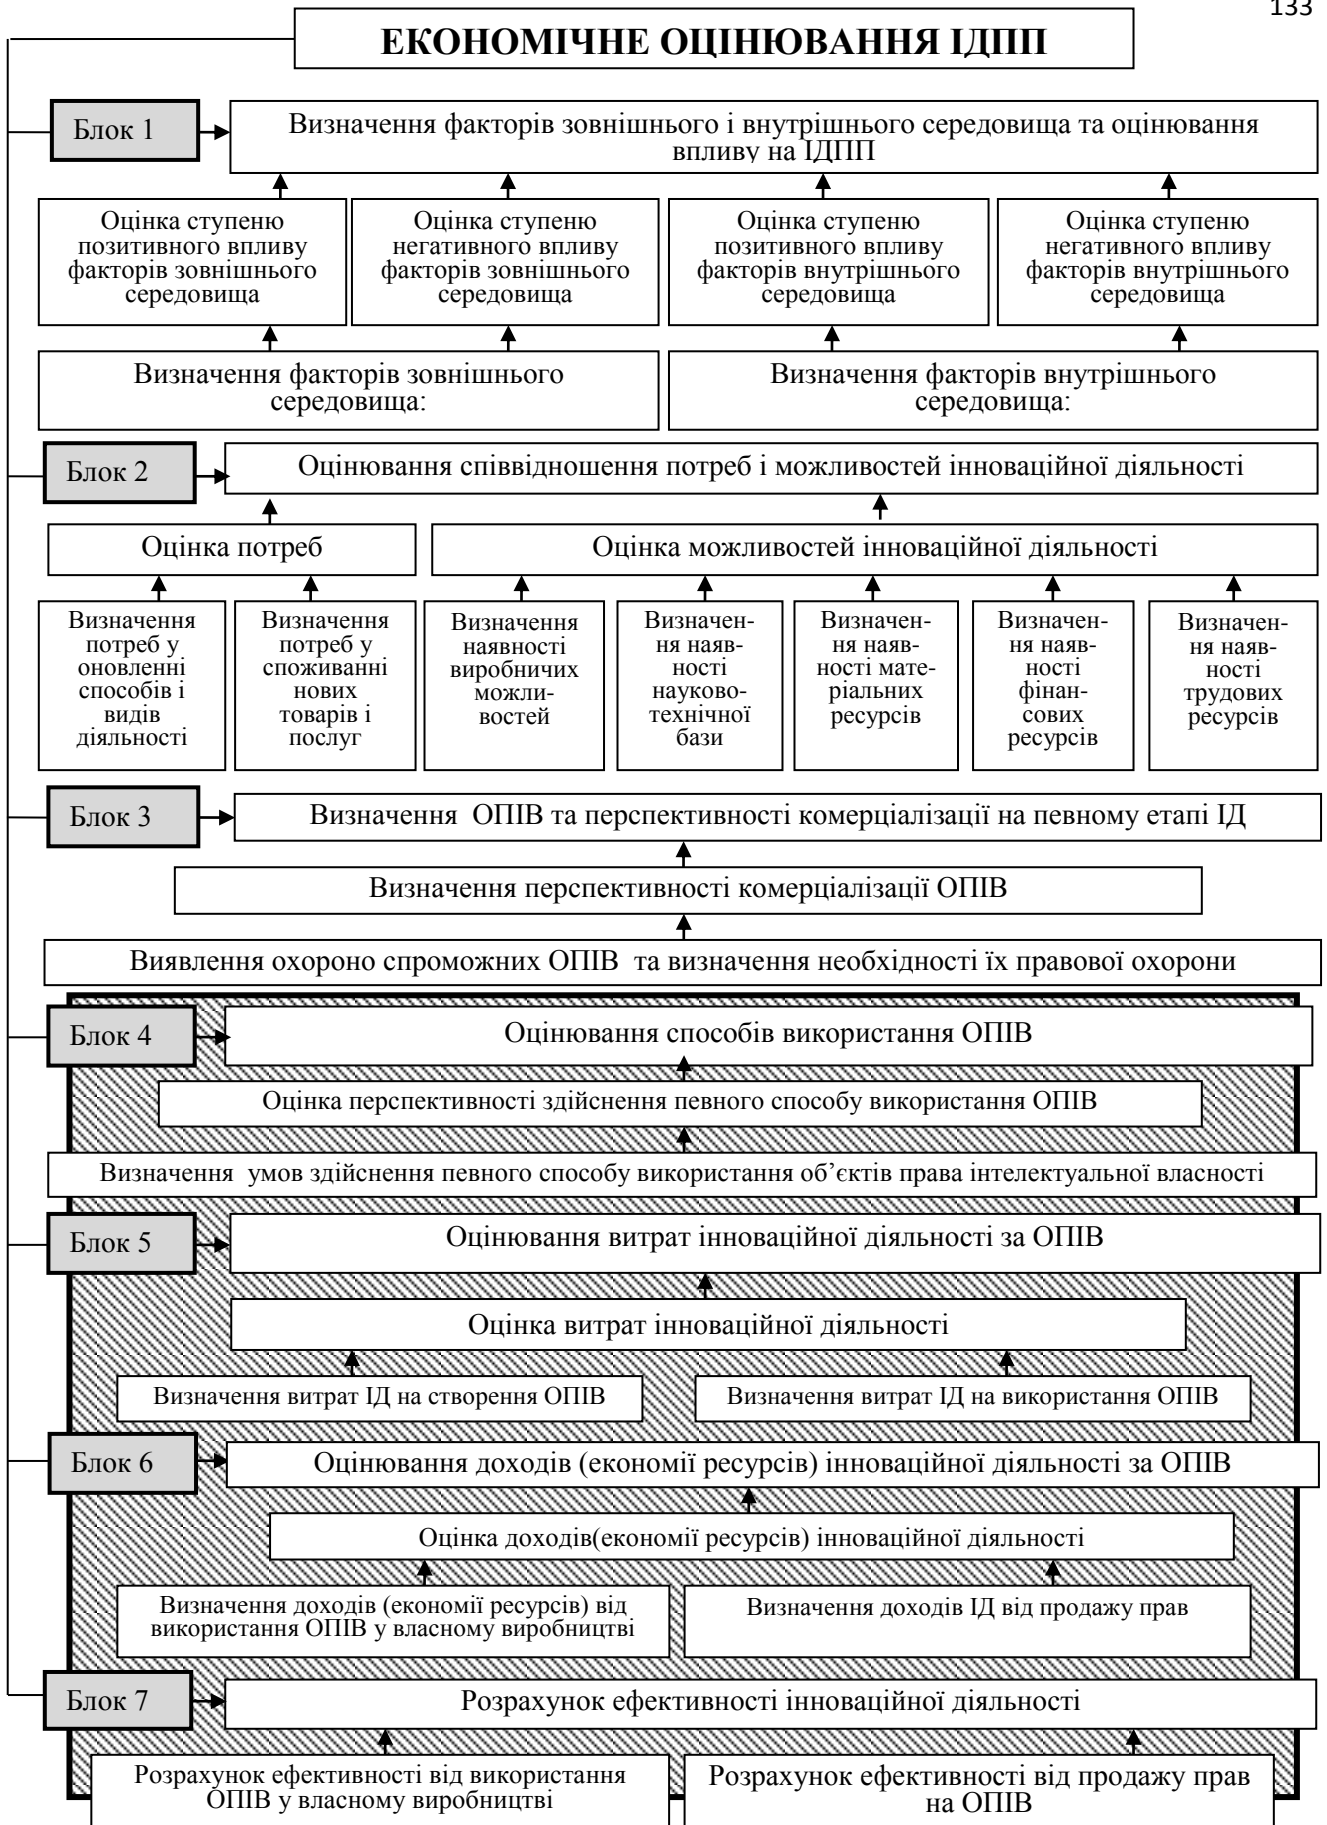 133
ЕКОНОМІЧНЕ ОЦІНЮВАННЯ ІДПП
Блок 1
Визначення факторів зовнішнього і внутрішнього середовища та оцінювання
впливу на ІДПП
Оцінка ступеню
позитивного впливу
факторів зовнішнього
середовища
Оцінка ступеню
негативного впливу
факторів зовнішнього
середовища
Оцінка ступеню
позитивного впливу
факторів внутрішнього
середовища
Оцінка ступеню
негативного впливу
факторів внутрішнього
середовища
Визначення факторів зовнішнього
середовища:
Визначення факторів внутрішнього
середовища:
Блок 2
Оцінювання співвідношення потреб і можливостей інноваційної діяльності
Оцінка потреб
Оцінка можливостей інноваційної діяльності
Визначення
потреб у
оновленні
способів і
видів
діяльності
Визначення
потреб у
споживанні
нових
товарів і
послуг
Визначення
наявності
виробничих
можли-
востей
Визначен-
ня наяв-
ності
науково-
технічної
бази
Визначен-
ня наяв-
ності мате-
ріальних
ресурсів
Визначен-
ня наяв-
ності
фінан-
сових
ресурсів
Визначен-
ня наяв-
ності
трудових
ресурсів
Блок 3
Визначення ОПІВ та перспективності комерціалізації на певному етапі ІД
Визначення перспективності комерціалізації ОПІВ
Виявлення охороно спроможних ОПІВ та визначення необхідності їх правової охорони
Блок 4
Оцінювання способів використання ОПІВ
Оцінка перспективності здійснення певного способу використання ОПІВ
Визначення умов здійснення певного способу використання об’єктів права інтелектуальної власності
Блок 5
Оцінювання витрат інноваційної діяльності за ОПІВ
Оцінка витрат інноваційної діяльності
Визначення витрат ІД на створення ОПІВ
Визначення витрат ІД на використання ОПІВ
Блок 6
Оцінювання доходів (економії ресурсів) інноваційної діяльності за ОПІВ
Оцінка доходів(економії ресурсів) інноваційної діяльності
Визначення доходів (економії ресурсів) від
використання ОПІВ у власному виробництві
Визначення доходів ІД від продажу прав
Блок 7
Розрахунок ефективності інноваційної діяльності
Розрахунок ефективності від використання
ОПІВ у власному виробництві
Розрахунок ефективності від продажу прав
на ОПІВ